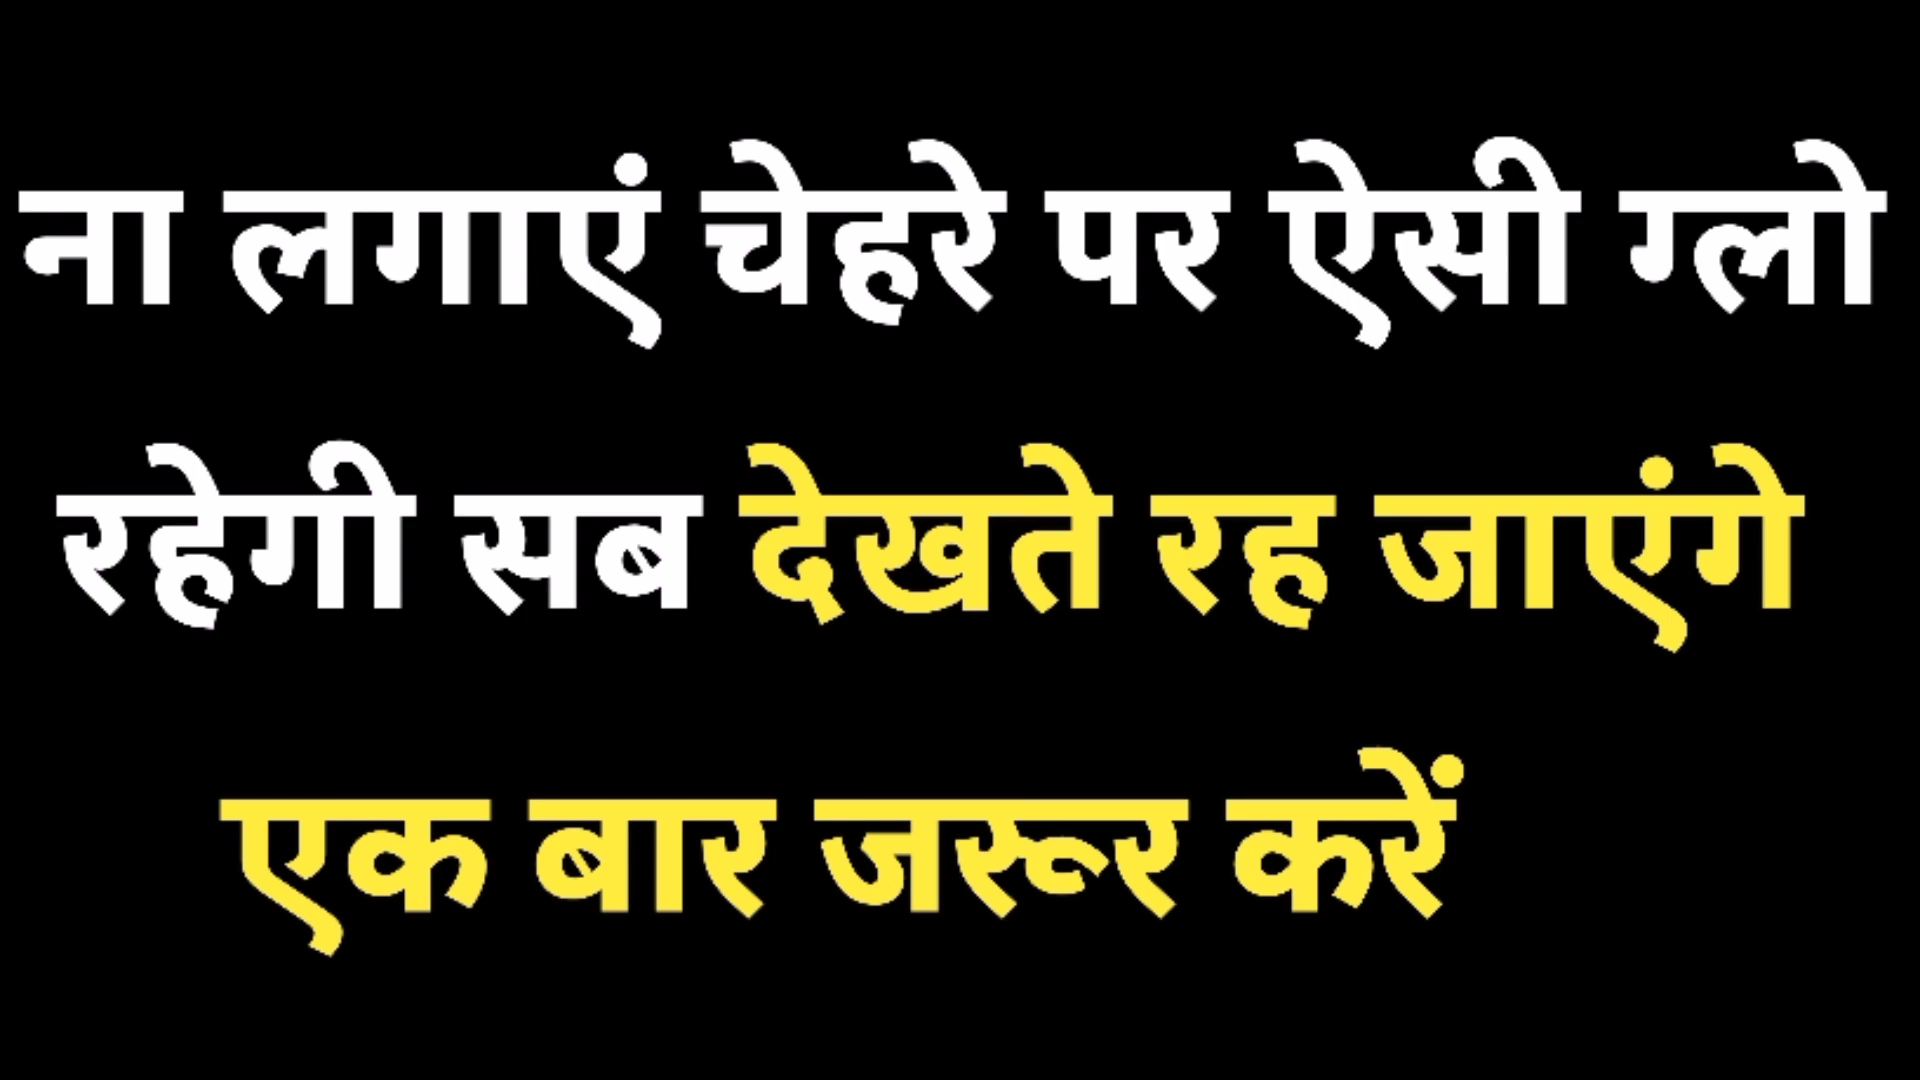 ना लगाएं चेहरे पर ऐसी ग्लो
रहेगी सब देखते रह जाएंगे
एक बार जरूर करें